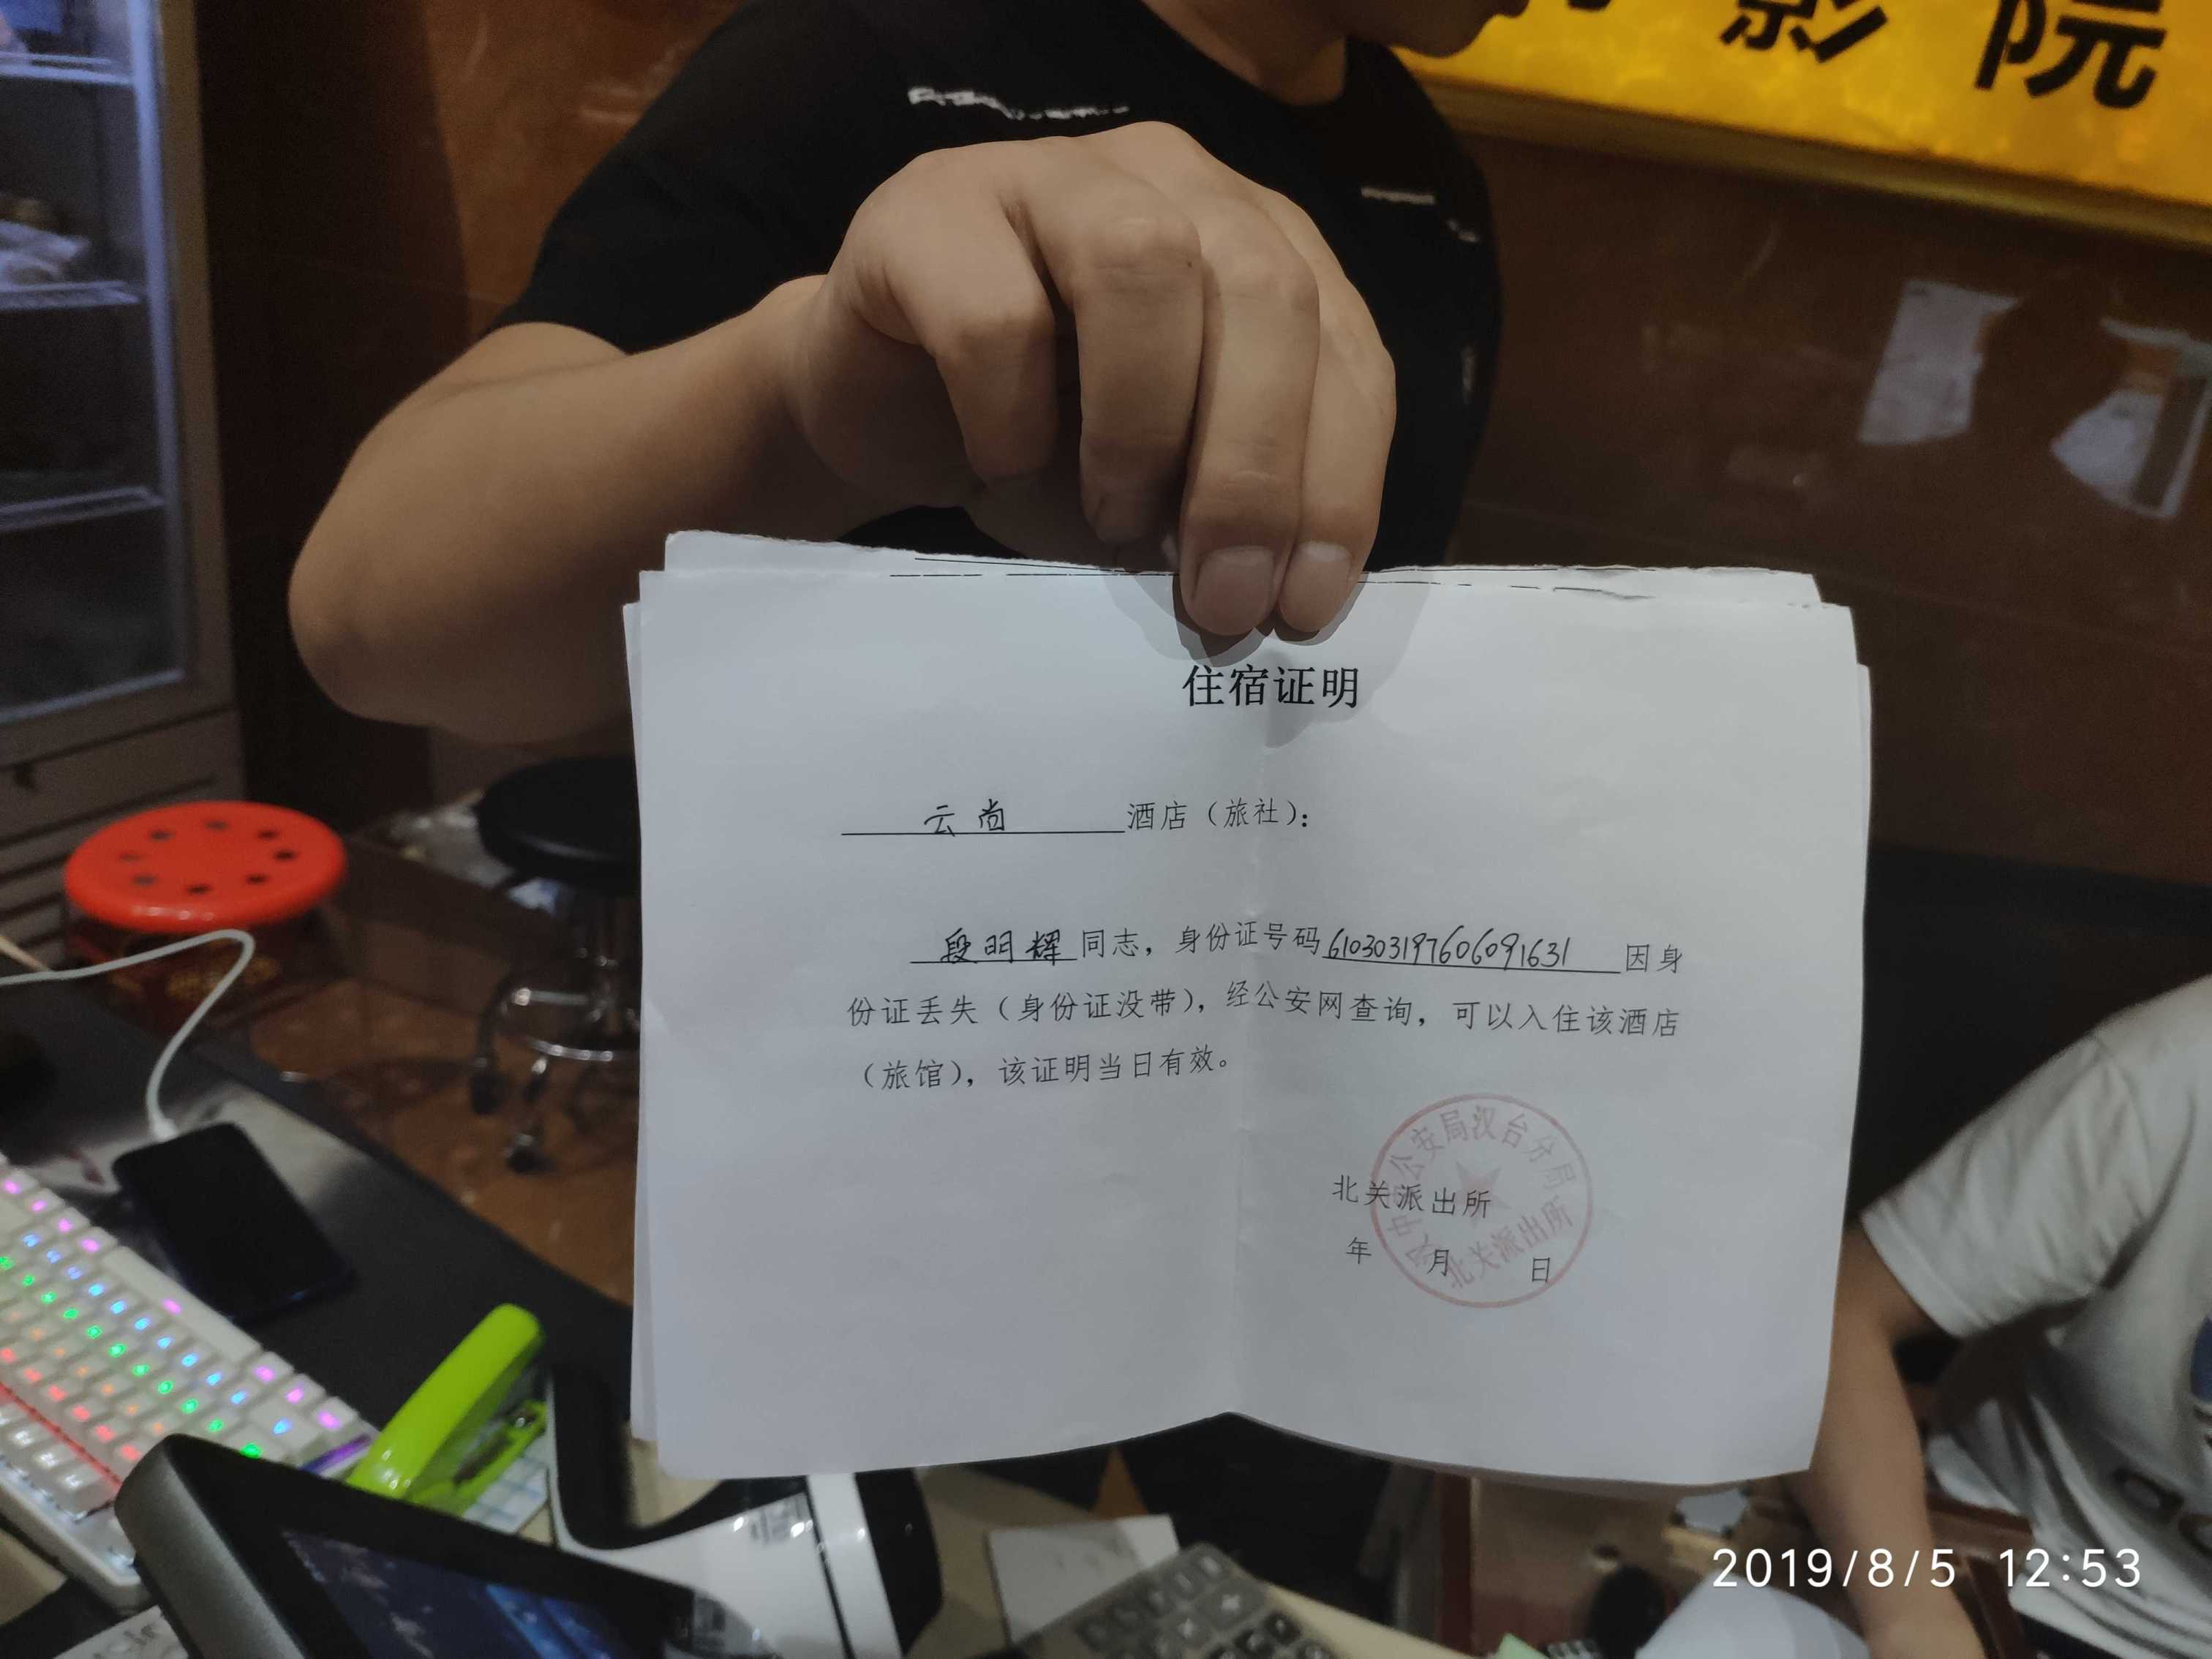 影院
住宿证明
云尚 酒店（旅社）：
段明辉 同志，身份证号码 610303197606091631 因身
份证丢失（身份证没带），经公安网查询，可以入住该酒店
（旅馆），该证明当日有效。
汉中市公安局汉台分局
北关派出所
北关派出所
年 月 日
2019/8/5 12:53